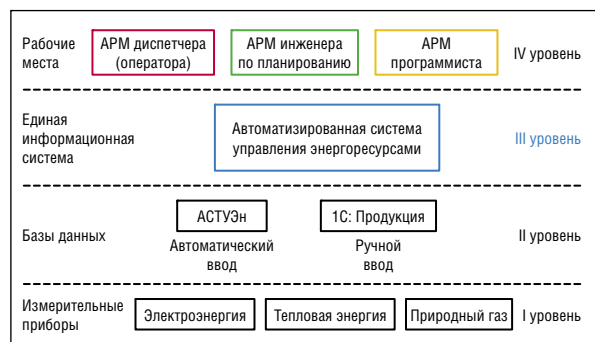 Рабочие
места
АРМ диспетчера
(оператора)
АРМ инженера
по планированию
АРМ
программиста
IV уровень
Единая
информационная
система
Автоматизированная система
управления энергоресурсами
III уровень
Базы данных
АСТУЭн
Автоматический
ввод
1С: Продукция
Ручной
ввод
II уровень
Измерительные
приборы
Электроэнергия
Тепловая энергия
Природный газ
I уровень